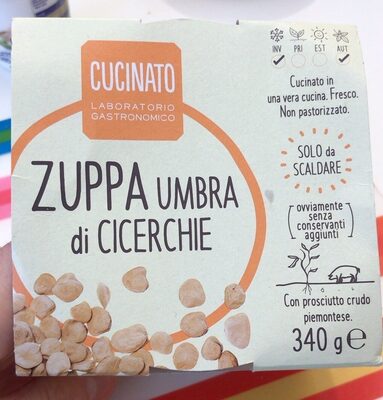 CUCINATO
LABORATORIO
GASTRONOMICO
ZUPPA UMBRA
di CICERCHIE
INV PRI EST AUT
Cucinato in
una vera cucina. Fresco.
Non pastorizzato.
SOLO da
SCALDARE
ovviamente
senza
conservanti
aggiunti
Con prosciutto crudo
piemontese.
340 g e